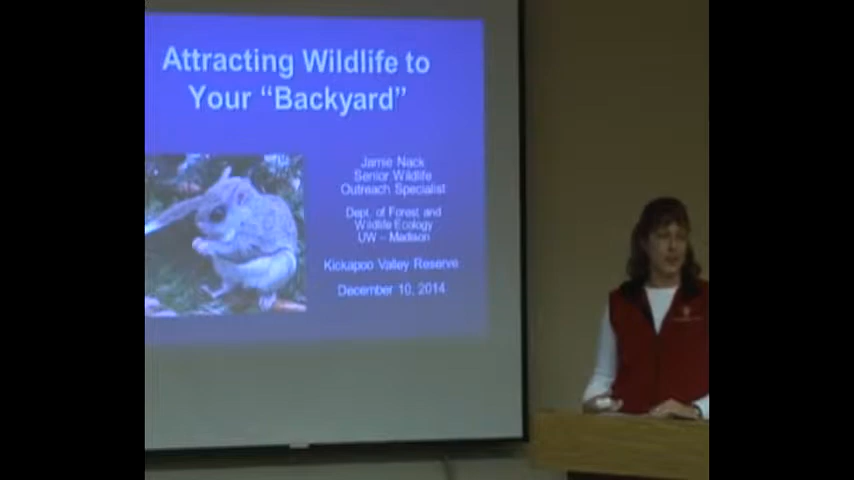 Attracting Wildlife to
Your “Backyard”
Jamie Nack
Senior Wildlife
Outreach Specialist
Dept. of Forest and
Wildlife Ecology
UW – Madison
Kickapoo Valley Reserve
December 10, 2014